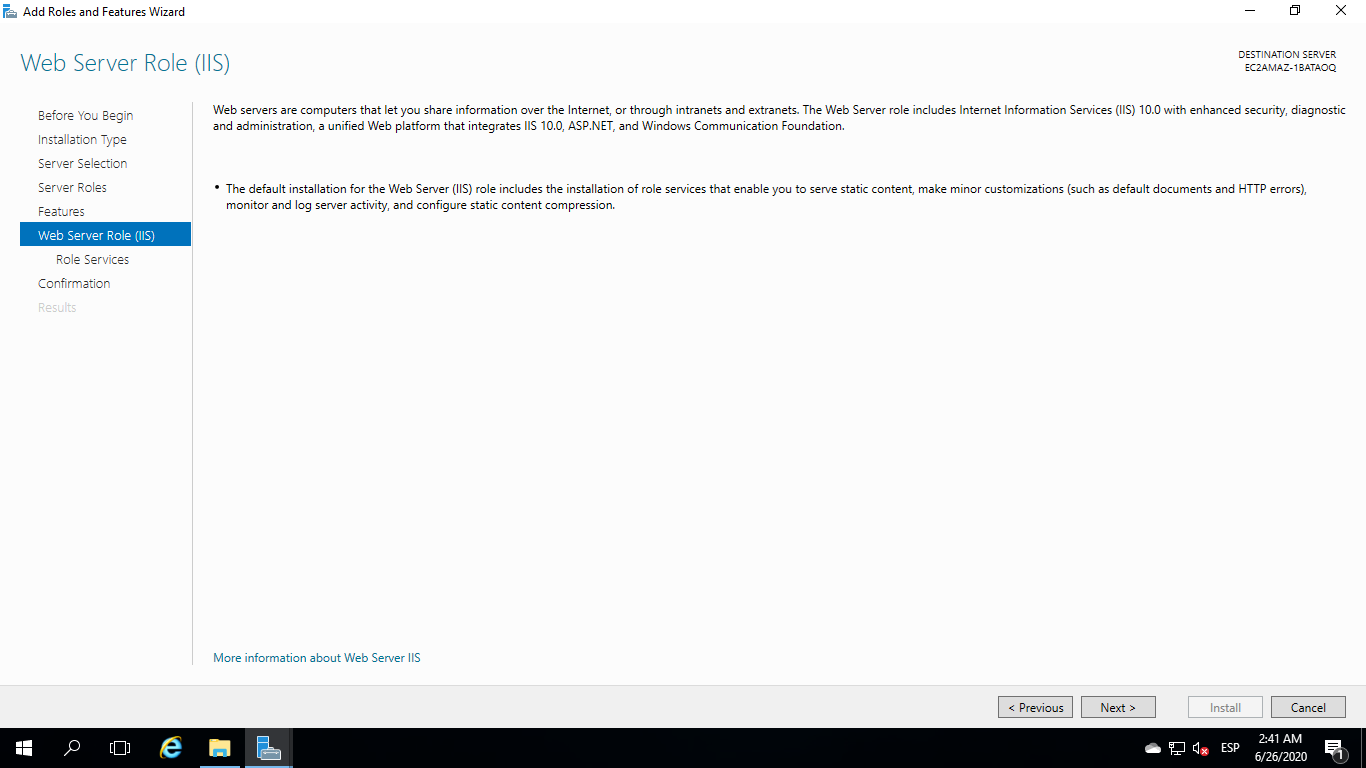 Add Roles and Features Wizard
Web Server Role (IIS)
DESTINATION SERVER
EC2AMAZ-1BATAOQ
Before You Begin
Installation Type
Server Selection
Server Roles
Features
Web Server Role (IIS)
Role Services
Confirmation
Results
Web servers are computers that let you share information over the Internet, or through intranets and extranets. The Web Server role includes Internet Information Services (IIS) 10.0 with enhanced security, diagnostic
and administration, a unified Web platform that integrates IIS 10.0, ASP.NET, and Windows Communication Foundation.
• The default installation for the Web Server (IIS) role includes the installation of role services that enable you to serve static content, make minor customizations (such as default documents and HTTP errors),
monitor and log server activity, and configure static content compression.
More information about Web Server IIS
< Previous
Next >
Install
Cancel
ESP
2:41 AM
6/26/2020
1